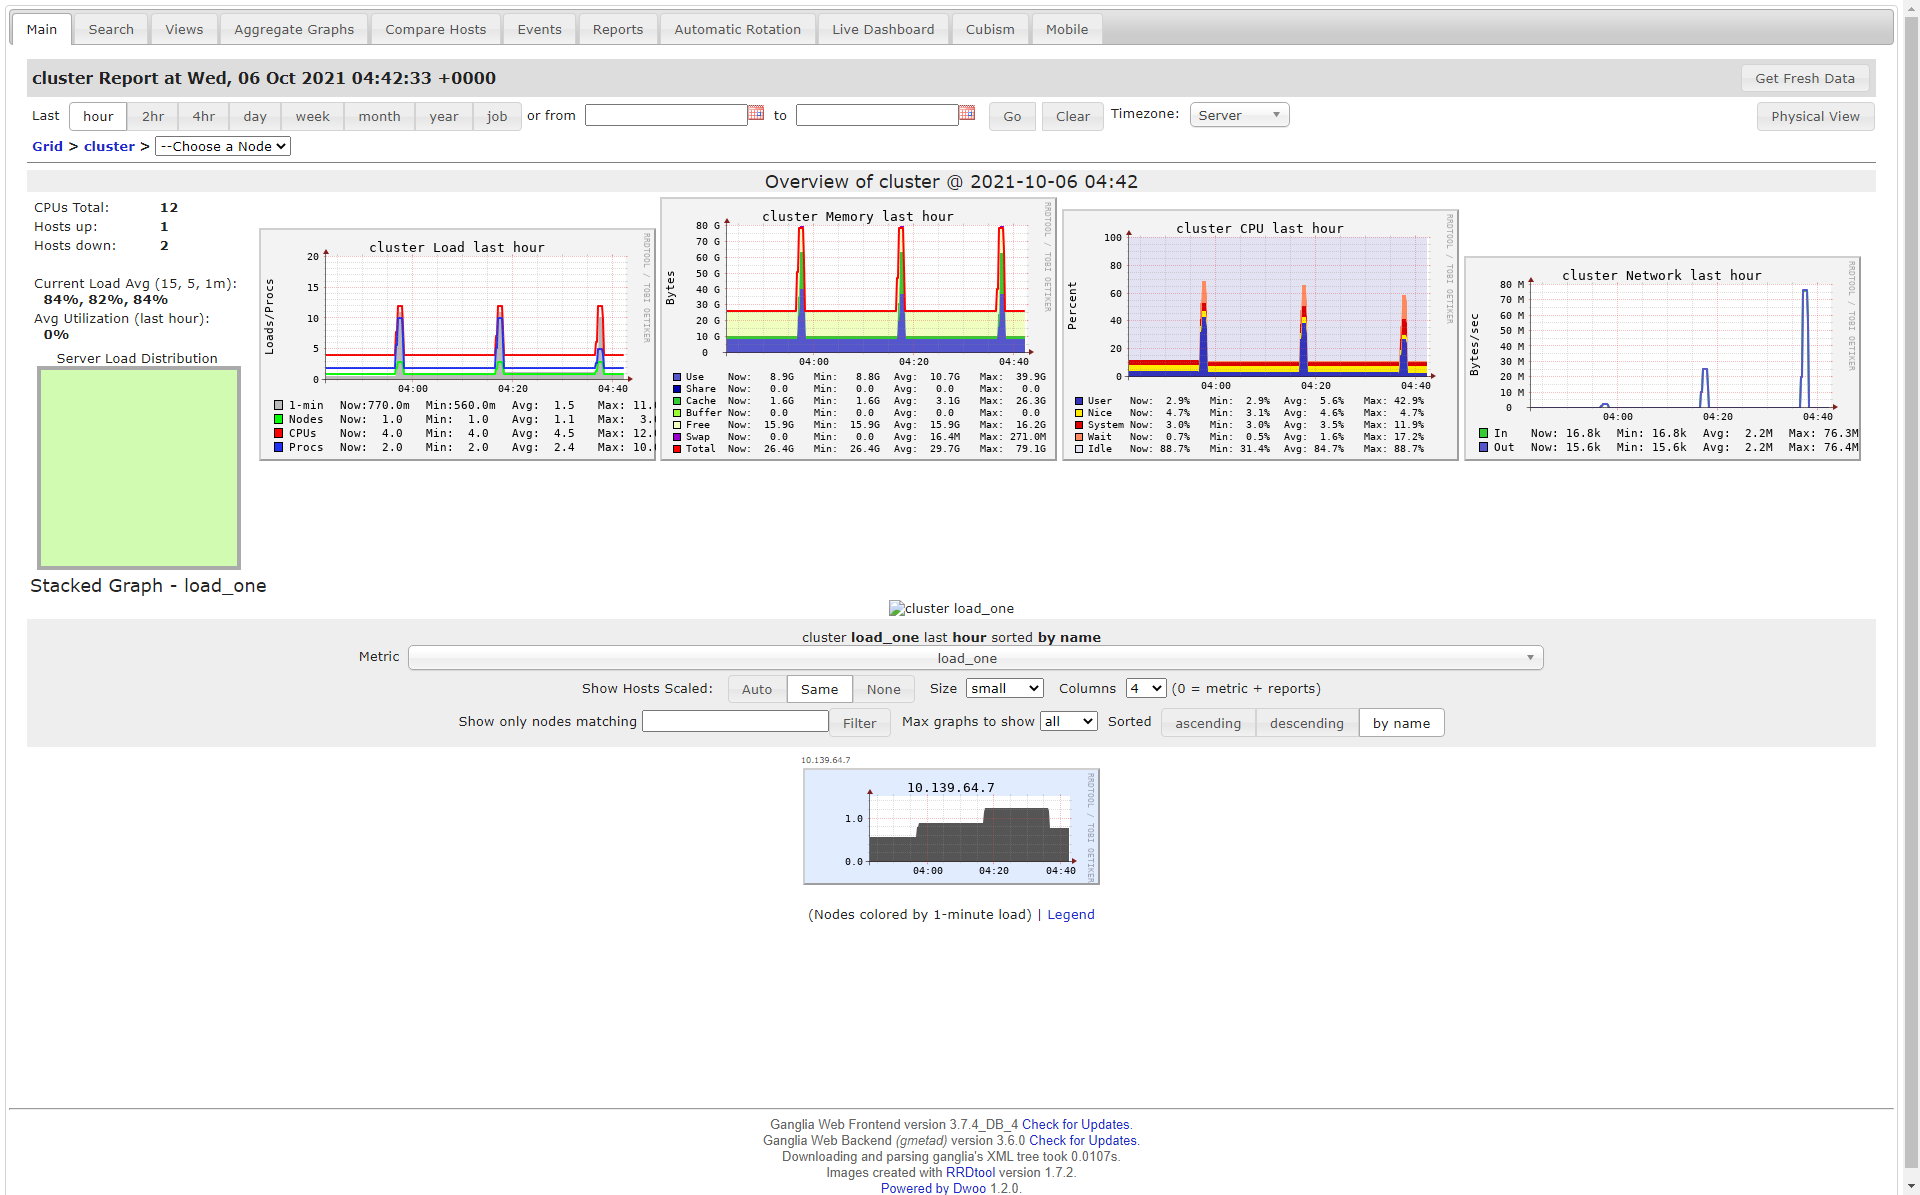 Main Search Views Aggregate Graphs Compare Hosts Events Reports Automatic Rotation Live Dashboard Cubism Mobile
cluster Report at Wed, 06 Oct 2021 04:42:33 +0000 Get Fresh Data
Last hour 2hr 4hr day week month year job or from to Go Clear Timezone: Server Physical View
Grid > cluster > --Choose a Node
Overview of cluster @ 2021-10-06 04:42
CPUs Total: 12
Hosts up: 1
Hosts down: 2
Current Load Avg (15, 5, 1m):
84%, 82%, 84%
Avg Utilization (last hour):
0%
Server Load Distribution
cluster Load last hour
RRDTOOL / TOBI OETIKER
Loads/Procs
20
15
10
5
0
04:00 04:20 04:40
1-min Now:770.0m Min:560.0m Avg: 1.5 Max: 11.
Nodes Now: 1.0 Min: 1.0 Avg: 1.1 Max: 3.
CPUs Now: 4.0 Min: 4.0 Avg: 4.5 Max: 12.
Procs Now: 2.0 Min: 2.0 Avg: 2.4 Max: 10.
cluster Memory last hour
RRDTOOL / TOBI OETIKER
Bytes
80 G
70 G
60 G
50 G
40 G
30 G
20 G
10 G
0
04:00 04:20 04:40
Use Now: 8.9G Min: 8.8G Avg: 10.7G Max: 39.9G
Share Now: 0.0 Min: 0.0 Avg: 0.0 Max: 0.0
Cache Now: 1.6G Min: 1.6G Avg: 3.1G Max: 26.3G
Buffer Now: 0.0 Min: 0.0 Avg: 0.0 Max: 0.0
Free Now: 15.9G Min: 15.9G Avg: 15.9G Max: 16.2G
Swap Now: 0.0 Min: 0.0 Avg: 16.4M Max: 271.0M
Total Now: 26.4G Min: 26.4G Avg: 29.7G Max: 79.1G
cluster CPU last hour
RRDTOOL / TOBI OETIKER
Percent
100
80
60
40
20
0
04:00 04:20 04:40
User Now: 2.9% Min: 2.9% Avg: 5.6% Max: 42.9%
Nice Now: 4.7% Min: 3.1% Avg: 4.6% Max: 4.7%
System Now: 3.0% Min: 3.0% Avg: 3.5% Max: 11.9%
Wait Now: 0.7% Min: 0.5% Avg: 1.6% Max: 17.2%
Idle Now: 88.7% Min: 31.4% Avg: 84.7% Max: 88.7%
cluster Network last hour
RRDTOOL / TOBI OETIKER
Bytes/sec
80 M
70 M
60 M
50 M
40 M
30 M
20 M
10 M
0
04:00 04:20 04:40
In Now: 16.8k Min: 16.8k Avg: 2.2M Max: 76.3M
Out Now: 15.6k Min: 15.6k Avg: 2.2M Max: 76.4M
Stacked Graph - load_one
cluster load_one
cluster load_one last hour sorted by name
Metric load_one
Show Hosts Scaled: Auto Same None Size small Columns 4 (0 = metric + reports)
Show only nodes matching Filter Max graphs to show all Sorted ascending descending by name
10.139.64.7
10.139.64.7
RRDTOOL / TOBI OETIKER
1.0
0.0
04:00 04:20 04:40
(Nodes colored by 1-minute load) | Legend
Ganglia Web Frontend version 3.7.4_DB_4 Check for Updates.
Ganglia Web Backend (gmetad) version 3.6.0 Check for Updates.
Downloading and parsing ganglia's XML tree took 0.0107s.
Images created with RRDtool version 1.7.2.
Powered by Dwoo 1.2.0.